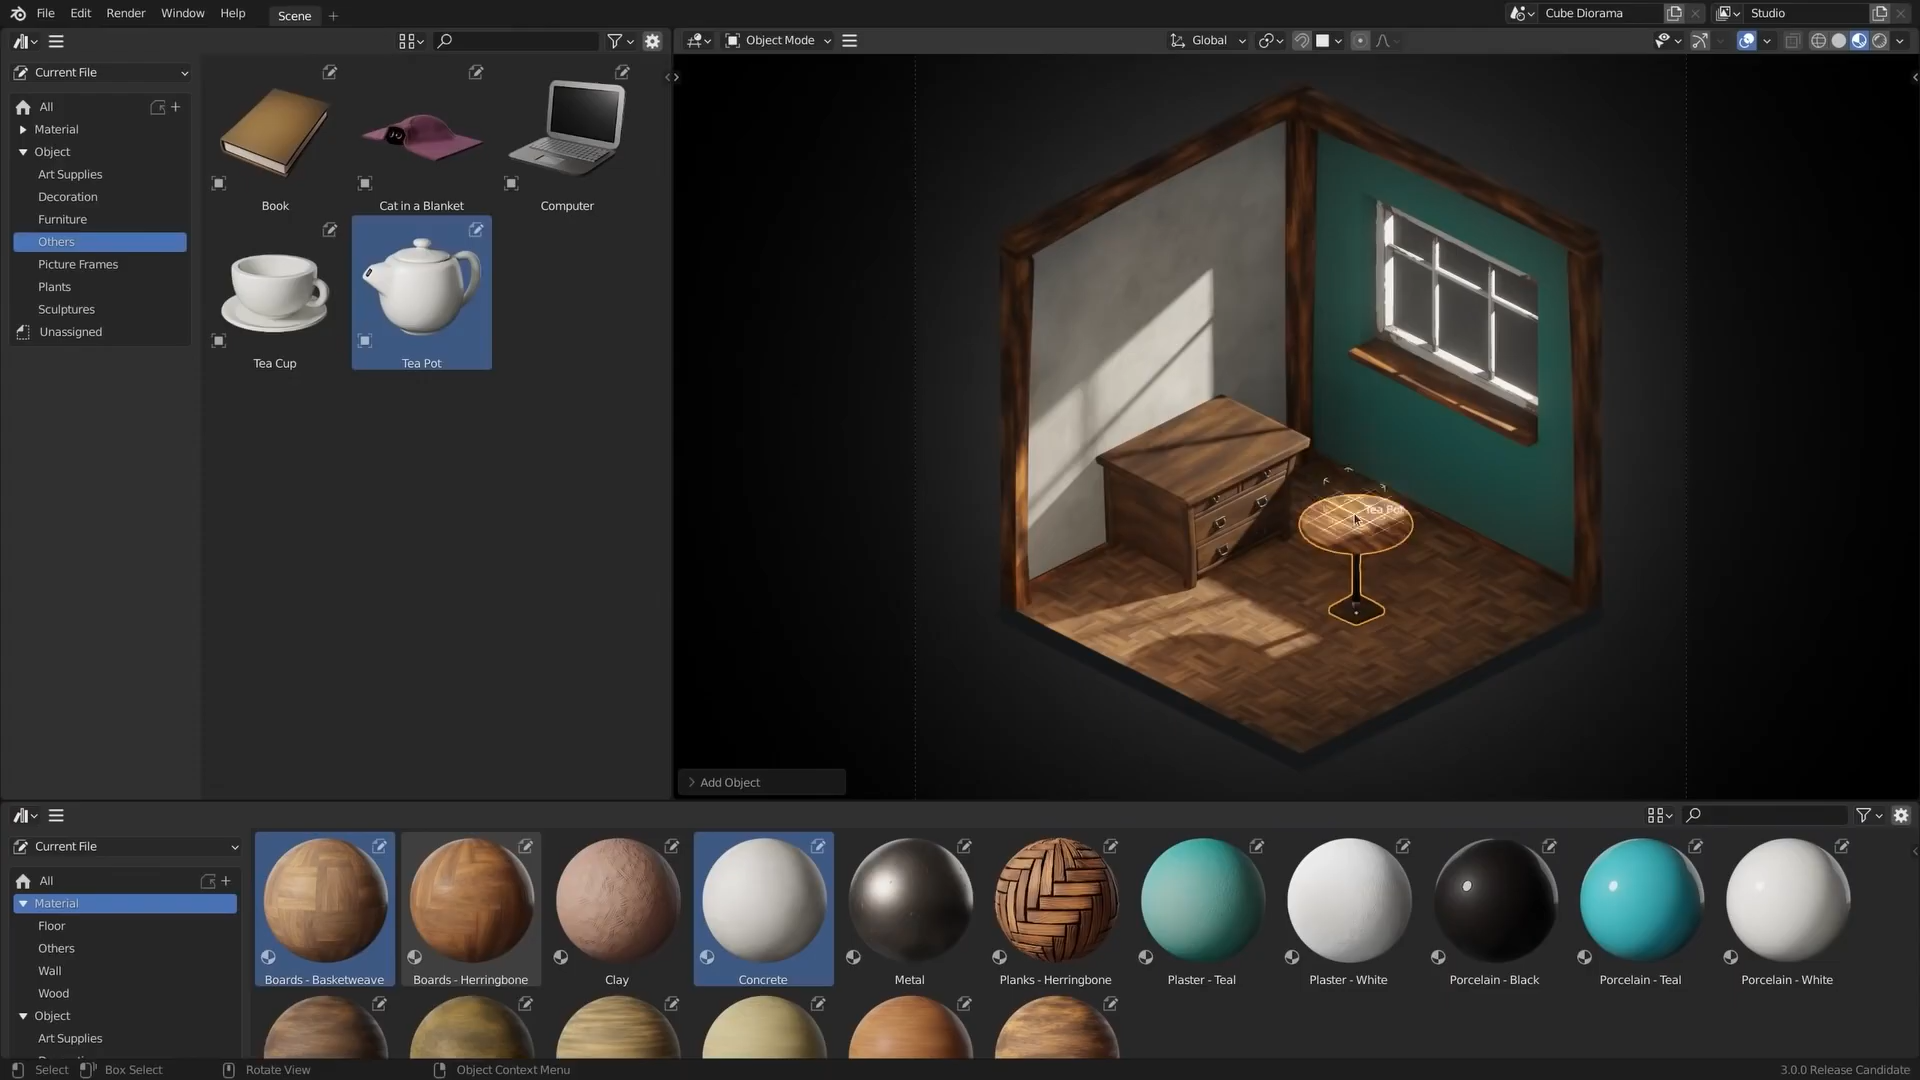 File Edit Render Window Help Scene
Cube Diorama
Studio
Object Mode
Global
Current File
All
Material
Object
Art Supplies
Decoration
Furniture
Others
Picture Frames
Plants
Sculptures
Unassigned
Book
Cat in a Blanket
Computer
Tea Cup
Tea Pot
Tea Pot
Add Object
Current File
All
Material
Floor
Others
Wall
Wood
Object
Art Supplies
Boards - Basketweave
Boards - Herringbone
Clay
Concrete
Metal
Planks - Herringbone
Plaster - Teal
Plaster - White
Porcelain - Black
Porcelain - Teal
Porcelain - White
Select
Box Select
Rotate View
Object Context Menu
3.0.0 Release Candidate